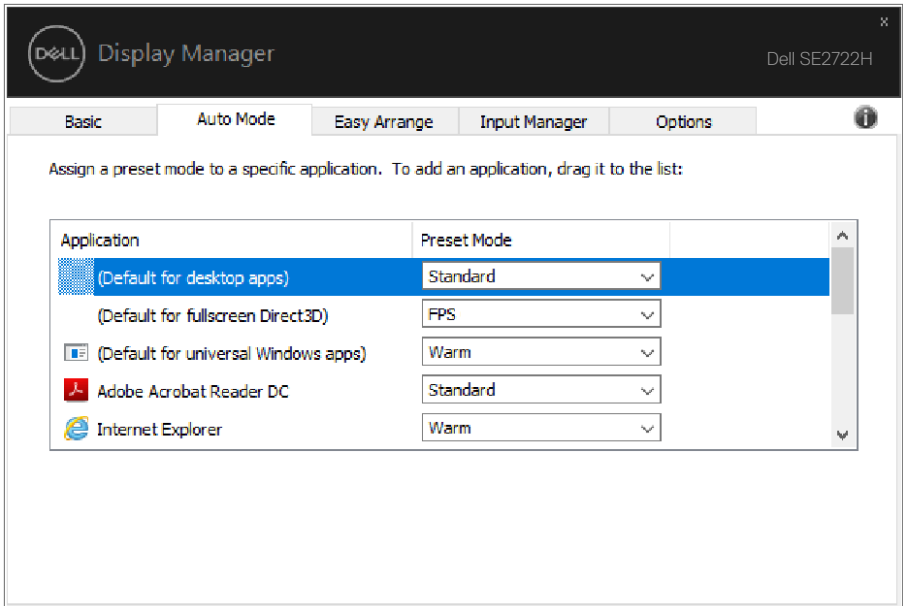 x
DELL Display Manager
Dell SE2722H
Basic Auto Mode Easy Arrange Input Manager Options
Assign a preset mode to a specific application. To add an application, drag it to the list:
Application Preset Mode
(Default for desktop apps) Standard
(Default for fullscreen Direct3D) FPS
(Default for universal Windows apps) Warm
Adobe Acrobat Reader DC Standard
Internet Explorer Warm